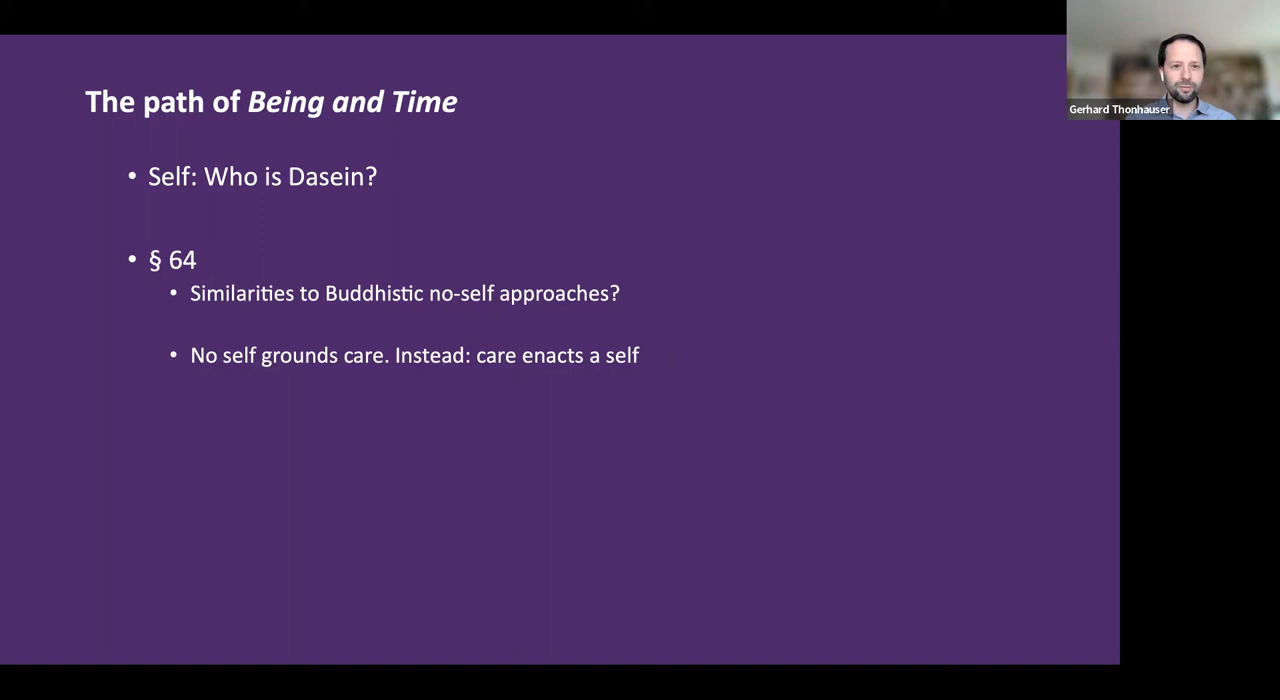 The path of Being and Time
• Self: Who is Dasein?
• § 64
• Similarities to Buddhistic no-self approaches?
• No self grounds care. Instead: care enacts a self
Gerhard Thonhauser